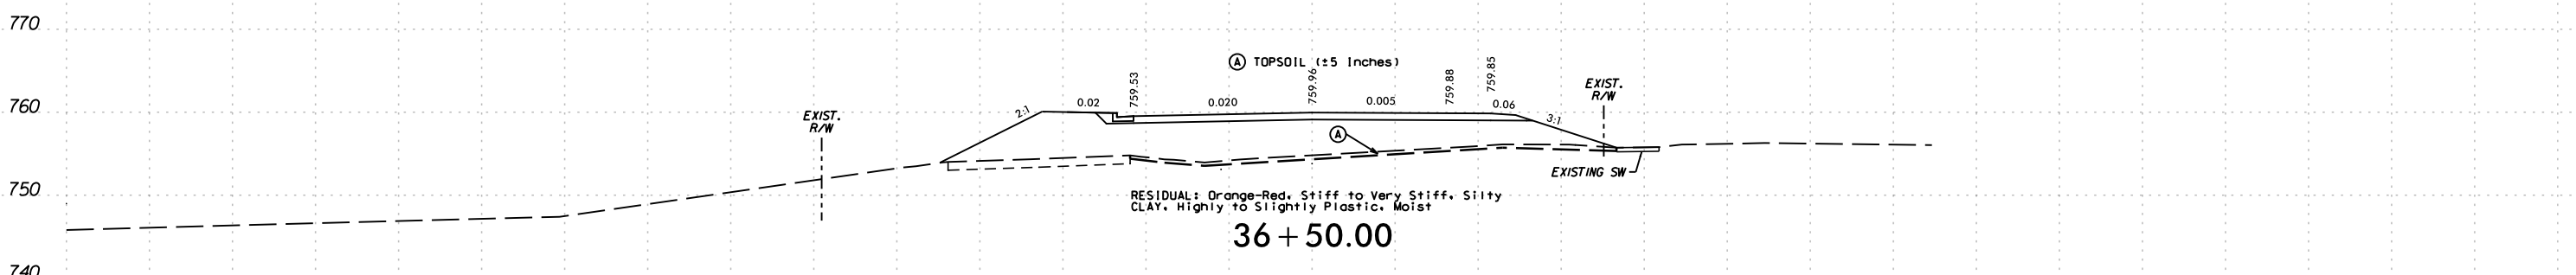 770
760
750
740
Ⓐ TOPSOIL (±5 Inches)
759.53
759.96
759.88
759.85
EXIST.
R/W
EXIST.
R/W
2:1
0.02
0.020
0.005
0.06
3:1
A
EXISTING SW
RESIDUAL: Orange-Red, Stiff to Very Stiff, Silty
CLAY, Highly to Slightly Plastic, Moist
36+50.00